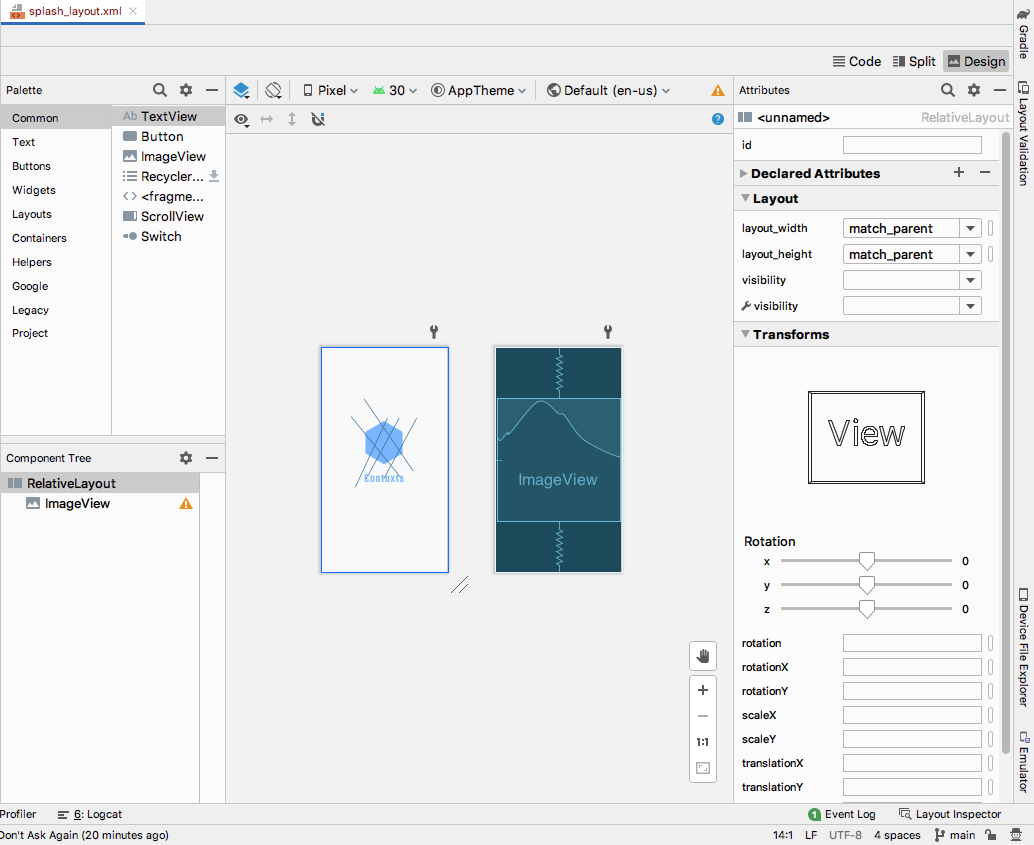 splash_layout.xml
Code
Split
Design
Palette
Pixel
30
AppTheme
Default (en-us)
Attributes
Common
Text
Buttons
Widgets
Layouts
Containers
Helpers
Google
Legacy
Project
Ab TextView
Button
ImageView
Recycler...
<fragme...
ScrollView
Switch
Component Tree
RelativeLayout
ImageView
Contexts
ImageView
1:1
<unnamed>
RelativeLayout
id
Declared Attributes
Layout
layout_width
match_parent
layout_height
match_parent
visibility
visibility
Transforms
View
Rotation
x 0
y 0
z 0
rotation
rotationX
rotationY
scaleX
scaleY
translationX
translationY
Gradle
Layout Validation
Device File Explorer
Emulator
Profiler
6: Logcat
1 Event Log
Layout Inspector
Don't Ask Again (20 minutes ago)
14:1 LF UTF-8 4 spaces main